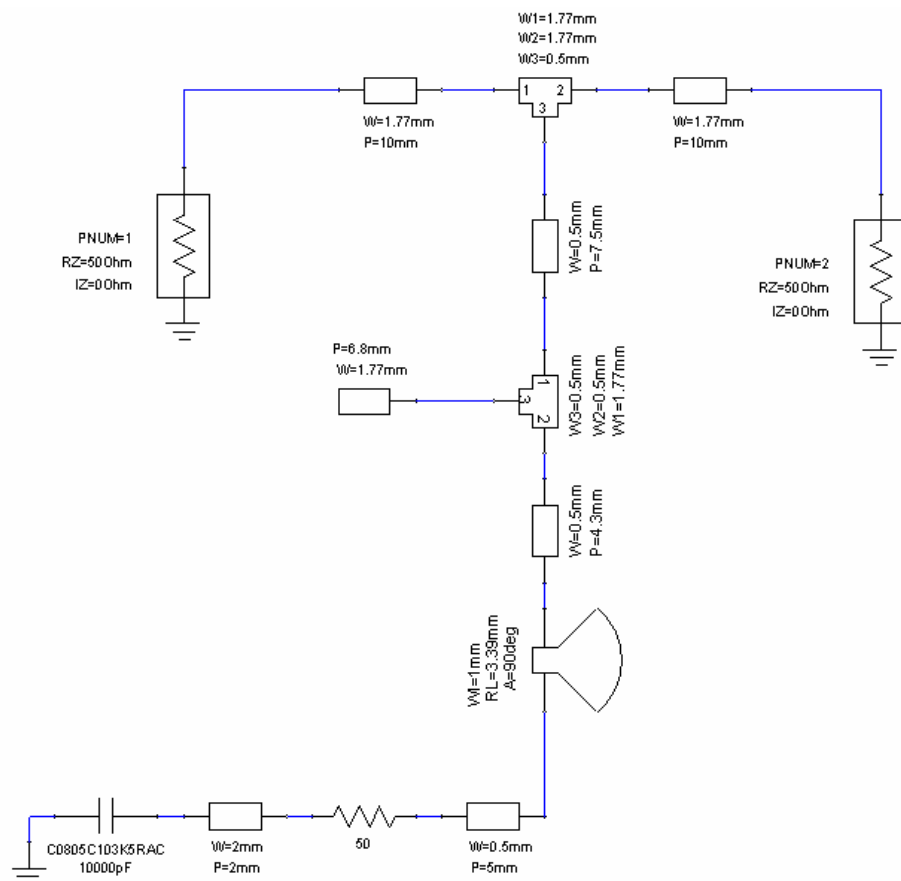 W1=1.77mm
W2=1.77mm
W3=0.5mm
1 2
3
W=1.77mm
P=10mm
W=1.77mm
P=10mm
PNUM=1
RZ=50Ohm
IZ=0Ohm
W=0.5mm
P=7.5mm
PNUM=2
RZ=50Ohm
IZ=0Ohm
P=6.8mm
W=1.77mm
1
3
2
W3=0.5mm
W2=0.5mm
W1=1.77mm
W=0.5mm
P=4.3mm
WI=1mm
RL=3.39mm
A=90deg
C0805C103K5RAC
10000pF
W=2mm
P=2mm
50
W=0.5mm
P=5mm